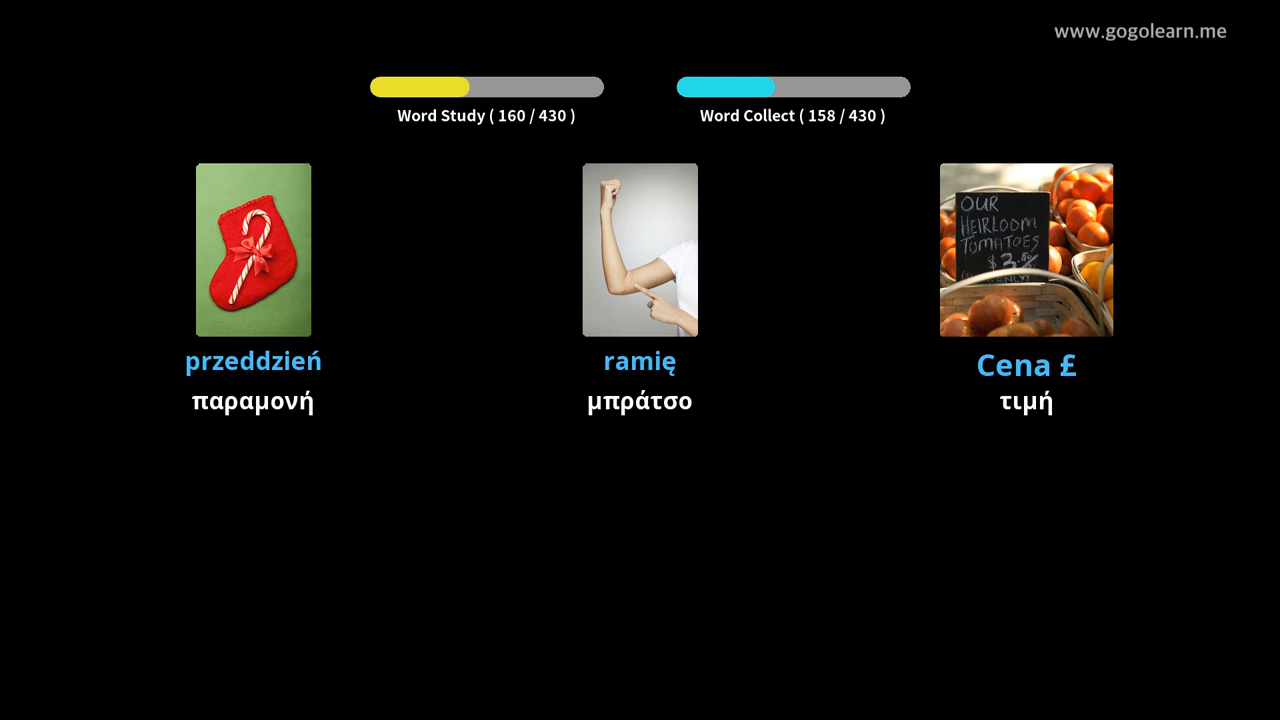 www.gogolearn.me
Word Study ( 160 / 430 )
Word Collect ( 158 / 430 )
OUR
HEIRLOOM
TOMATOES
przeddzień
ramię
Cena £
παραμονή
μπράτσο
τιμή